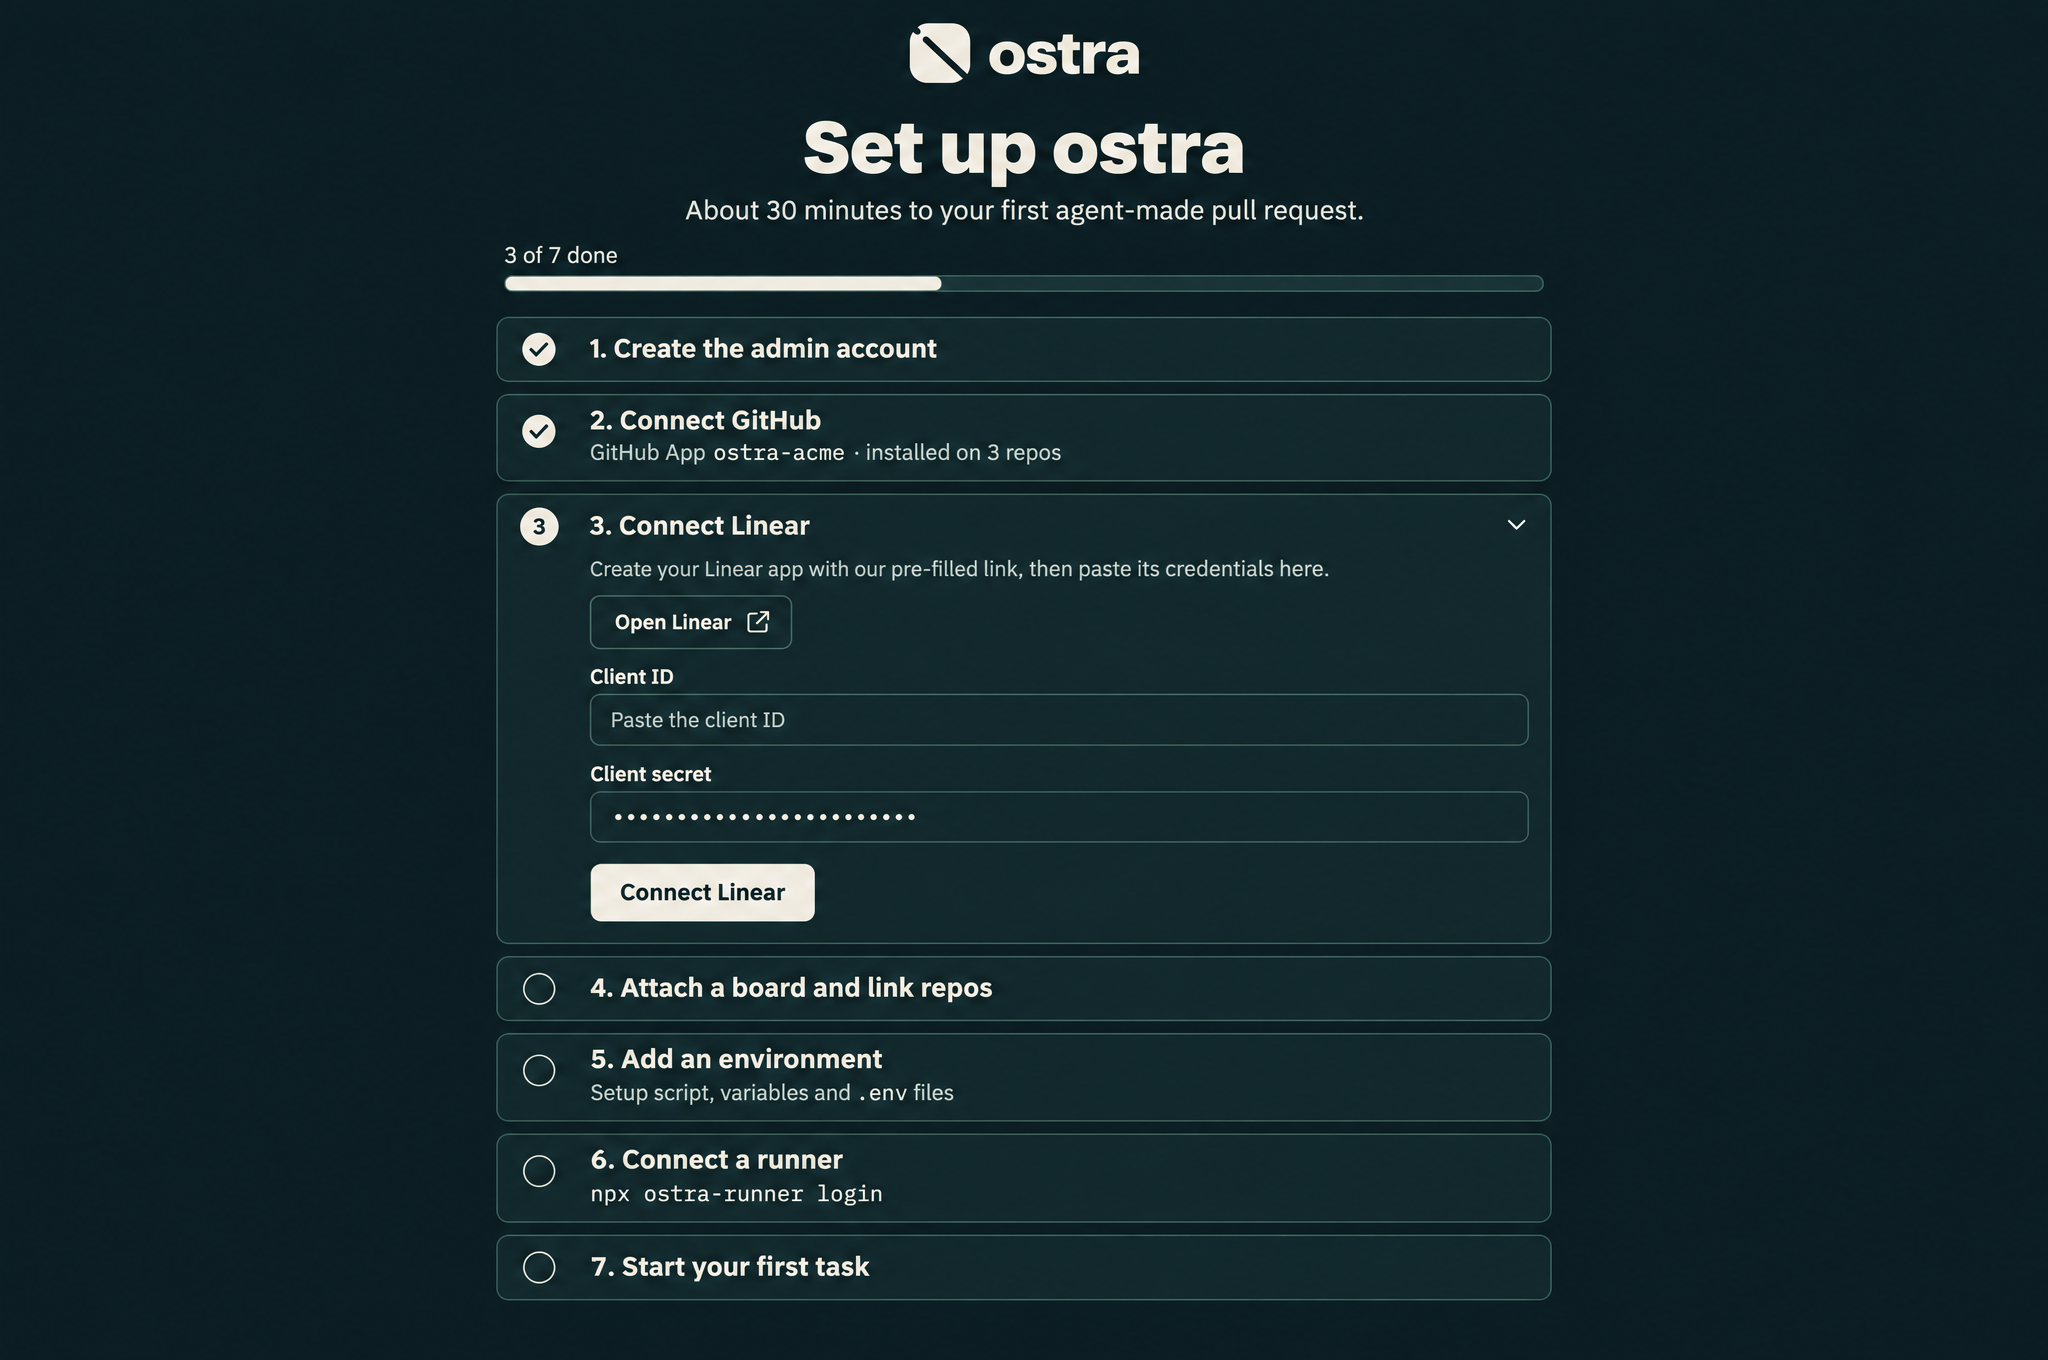 ostra
Set up ostra
About 30 minutes to your first agent-made pull request.
3 of 7 done
1. Create the admin account
2. Connect GitHub
GitHub App ostra-acme · installed on 3 repos
3 3. Connect Linear
Create your Linear app with our pre-filled link, then paste its credentials here.
Open Linear
Client ID
Paste the client ID
Client secret
••••••••••••••••••••••••
Connect Linear
4. Attach a board and link repos
5. Add an environment
Setup script, variables and .env files
6. Connect a runner
npx ostra-runner login
7. Start your first task